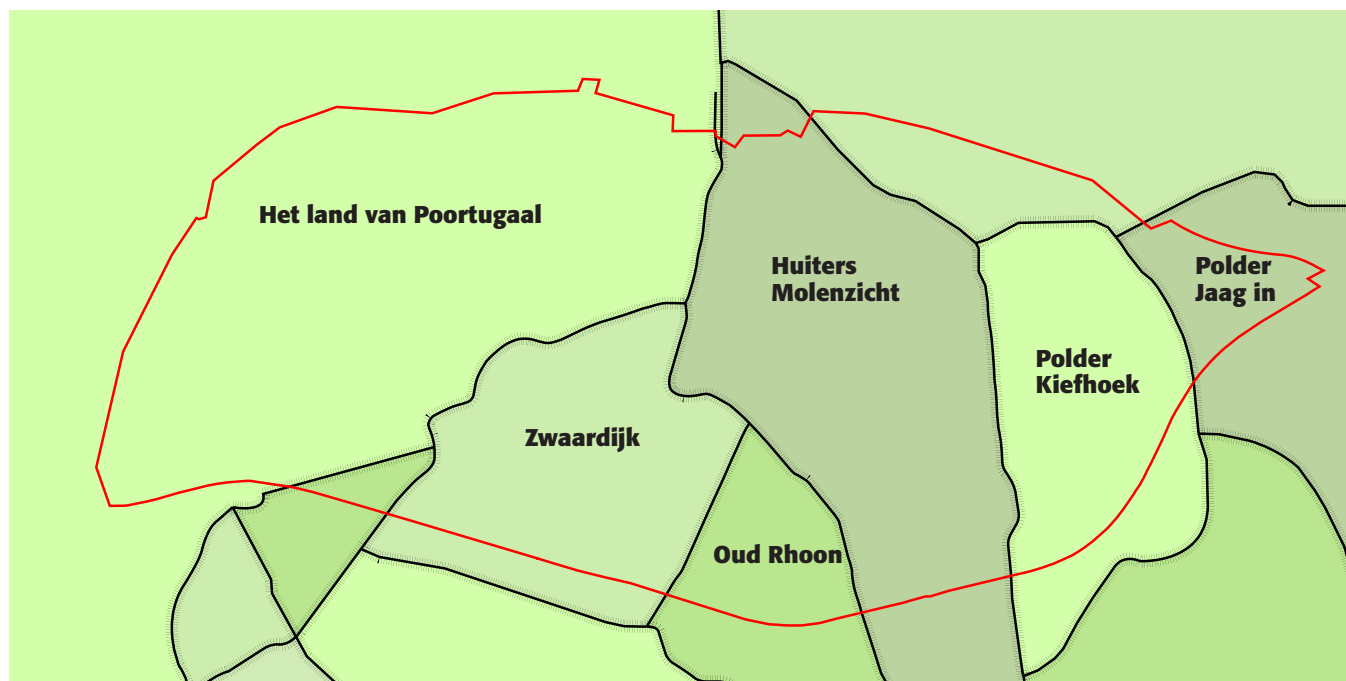 Het land van Poortugaal
Huiters
Molenzicht
Polder
Jaag in
Polder
Kiefhoek
Zwaardijk
Oud Rhoon